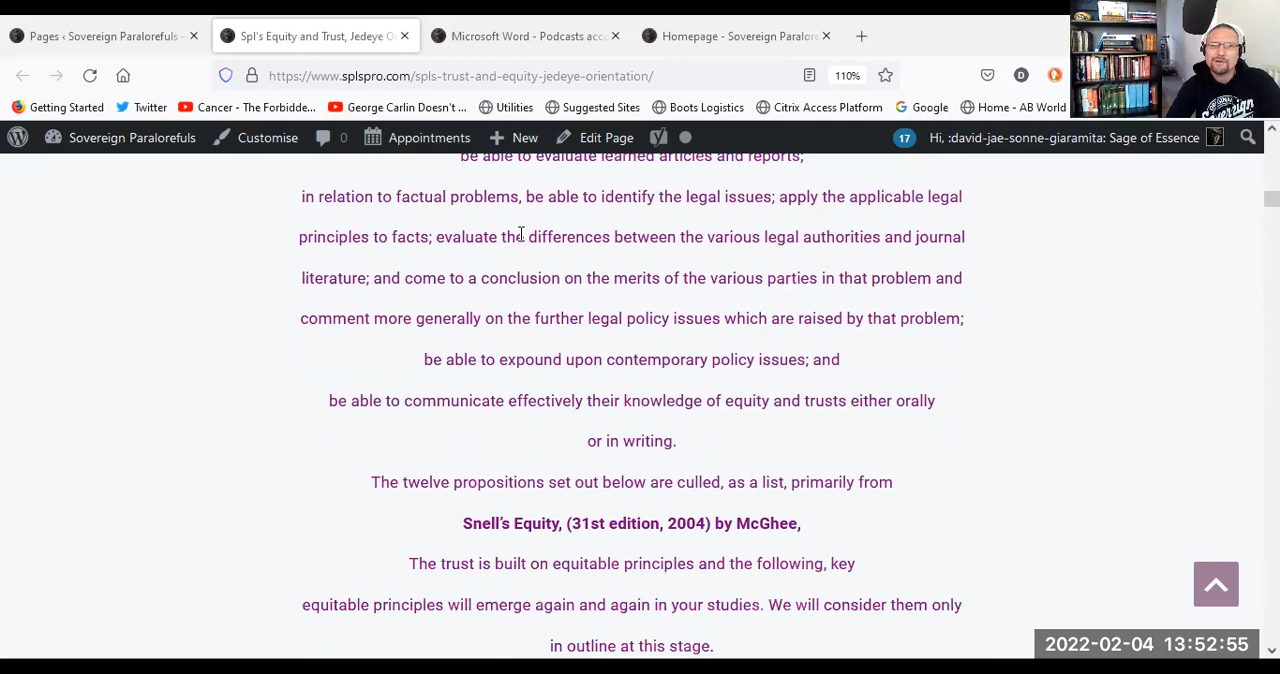 Pages ‹ Sovereign Paralorefuls –
Spl's Equity and Trust, Jedeye O
Microsoft Word - Podcasts acc
Homepage - Sovereign Paralore
https://www.splspro.com/spls-trust-and-equity-jedeye-orientation/
110%
Getting Started
Twitter
Cancer - The Forbidde...
George Carlin Doesn't ...
Utilities
Suggested Sites
Boots Logistics
Citrix Access Platform
Google
Home - AB World
Sovereign Paralorefuls
Customise
0
Appointments
New
Edit Page
17
Hi, :david-jae-sonne-giaramita: Sage of Essence
be able to evaluate learned articles and reports;
in relation to factual problems, be able to identify the legal issues; apply the applicable legal
principles to facts; evaluate the differences between the various legal authorities and journal
literature; and come to a conclusion on the merits of the various parties in that problem and
comment more generally on the further legal policy issues which are raised by that problem;
be able to expound upon contemporary policy issues; and
be able to communicate effectively their knowledge of equity and trusts either orally
or in writing.
The twelve propositions set out below are culled, as a list, primarily from
Snell's Equity, (31st edition, 2004) by McGhee,
The trust is built on equitable principles and the following, key
equitable principles will emerge again and again in your studies. We will consider them only
in outline at this stage.
2022-02-04 13:52:55